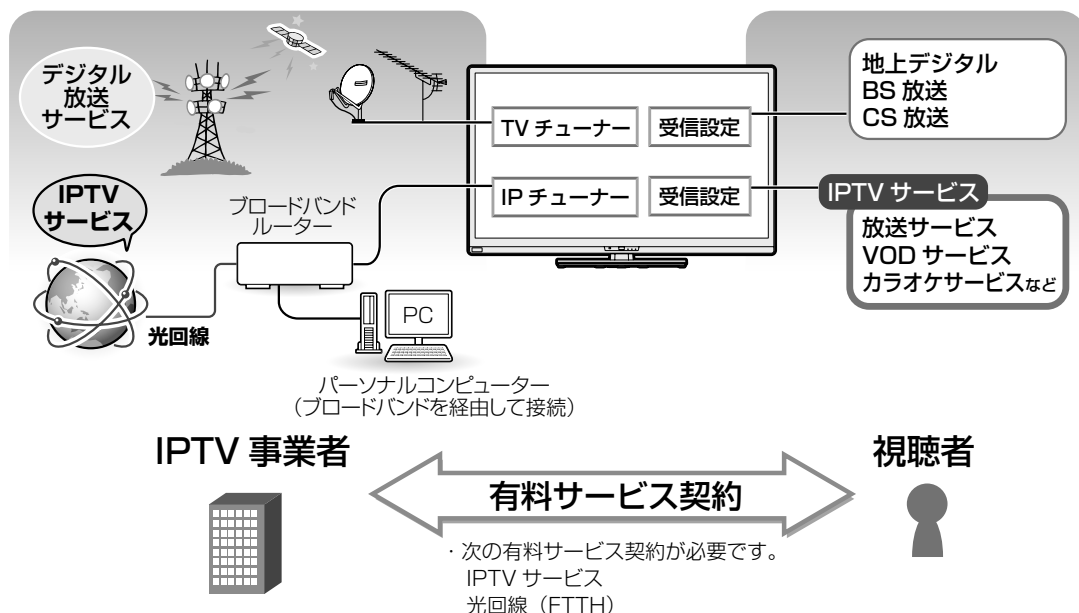 デジタル
放送
サービス
TV チューナー
受信設定
地上デジタル
BS 放送
CS 放送
IPTV
サービス
ブロードバンド
ルーター
IP チューナー
受信設定
IPTV サービス
放送サービス
VOD サービス
カラオケサービスなど
光回線
PC
パーソナルコンピューター
（ブロードバンドを経由して接続）
IPTV 事業者
有料サービス契約
視聴者
・次の有料サービス契約が必要です。
IPTV サービス
光回線（FTTH）